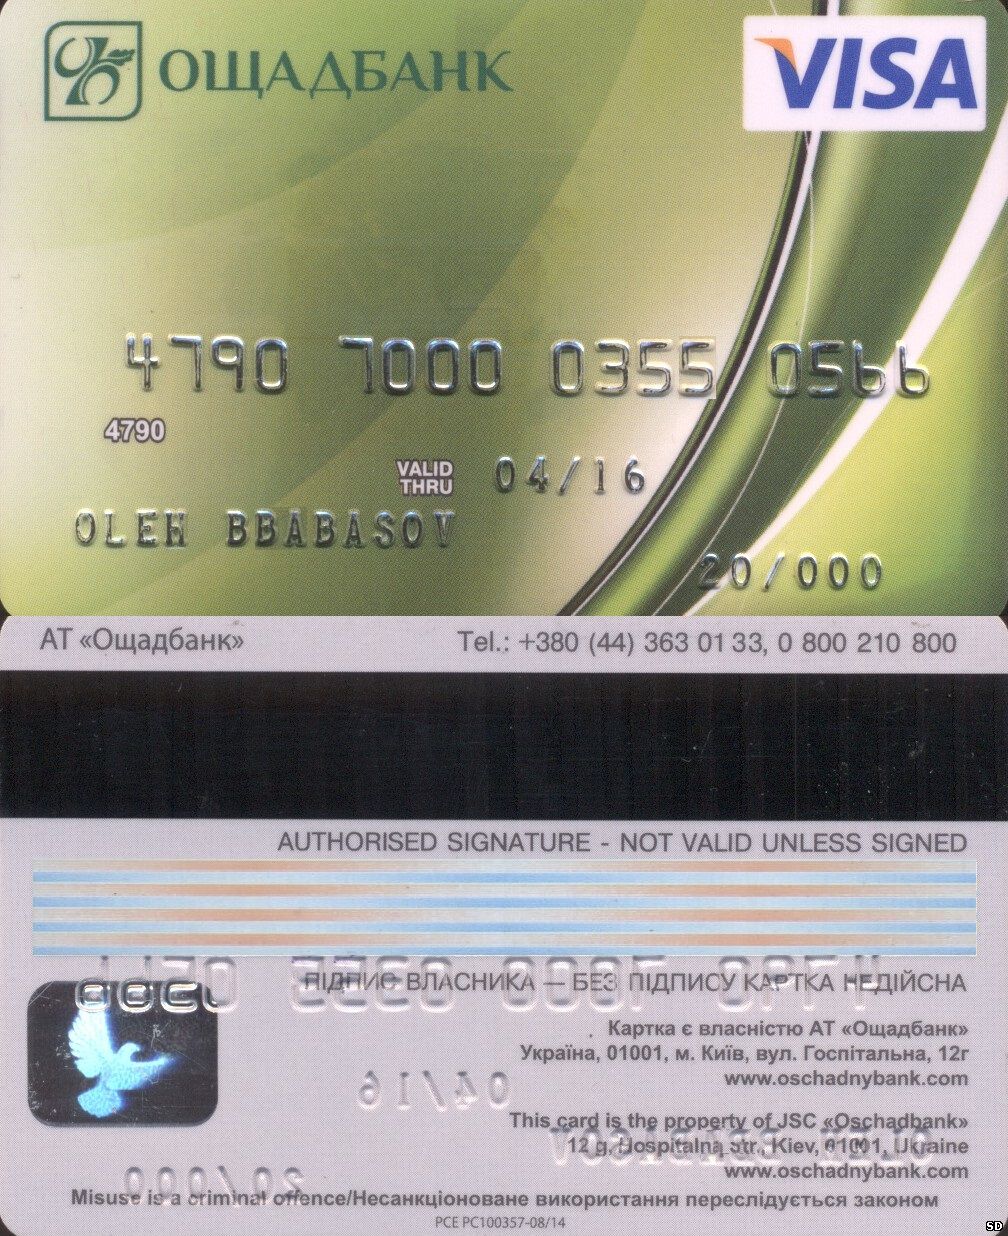 ОЩАДБАНК
VISA
4790 7000 0355 0566
4790
VALID
THRU
04/16
OLEH BBABASOV
20/000
АТ «Ощадбанк»
Tel.: +380 (44) 363 01 33, 0 800 210 800
AUTHORISED SIGNATURE - NOT VALID UNLESS SIGNED
ПІДПИС ВЛАСНИКА — БЕЗ ПІДПИСУ КАРТКА НЕДІЙСНА
Картка є власністю АТ «Ощадбанк»
Україна, 01001, м. Київ, вул. Госпітальна, 12г
www.oschadnybank.com
This card is the property of JSC «Oschadbank»
12 g, Hospitalna str., Kiev, 01001, Ukraine
www.oschadnybank.com
Misuse is a criminal offence/Несанкціоноване використання переслідується законом
PCE PC100357-08/14
SD